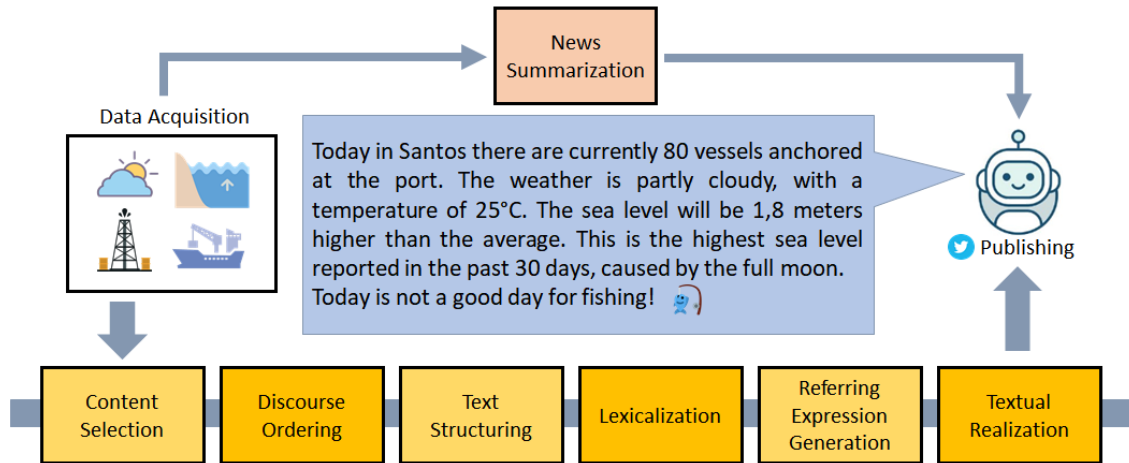 News
Summarization
Data Acquisition
Today in Santos there are currently 80 vessels anchored
at the port. The weather is partly cloudy, with a
temperature of 25°C. The sea level will be 1,8 meters
higher than the average. This is the highest sea level
reported in the past 30 days, caused by the full moon.
Today is not a good day for fishing!
Publishing
Content
Selection
Discourse
Ordering
Text
Structuring
Lexicalization
Referring
Expression
Generation
Textual
Realization